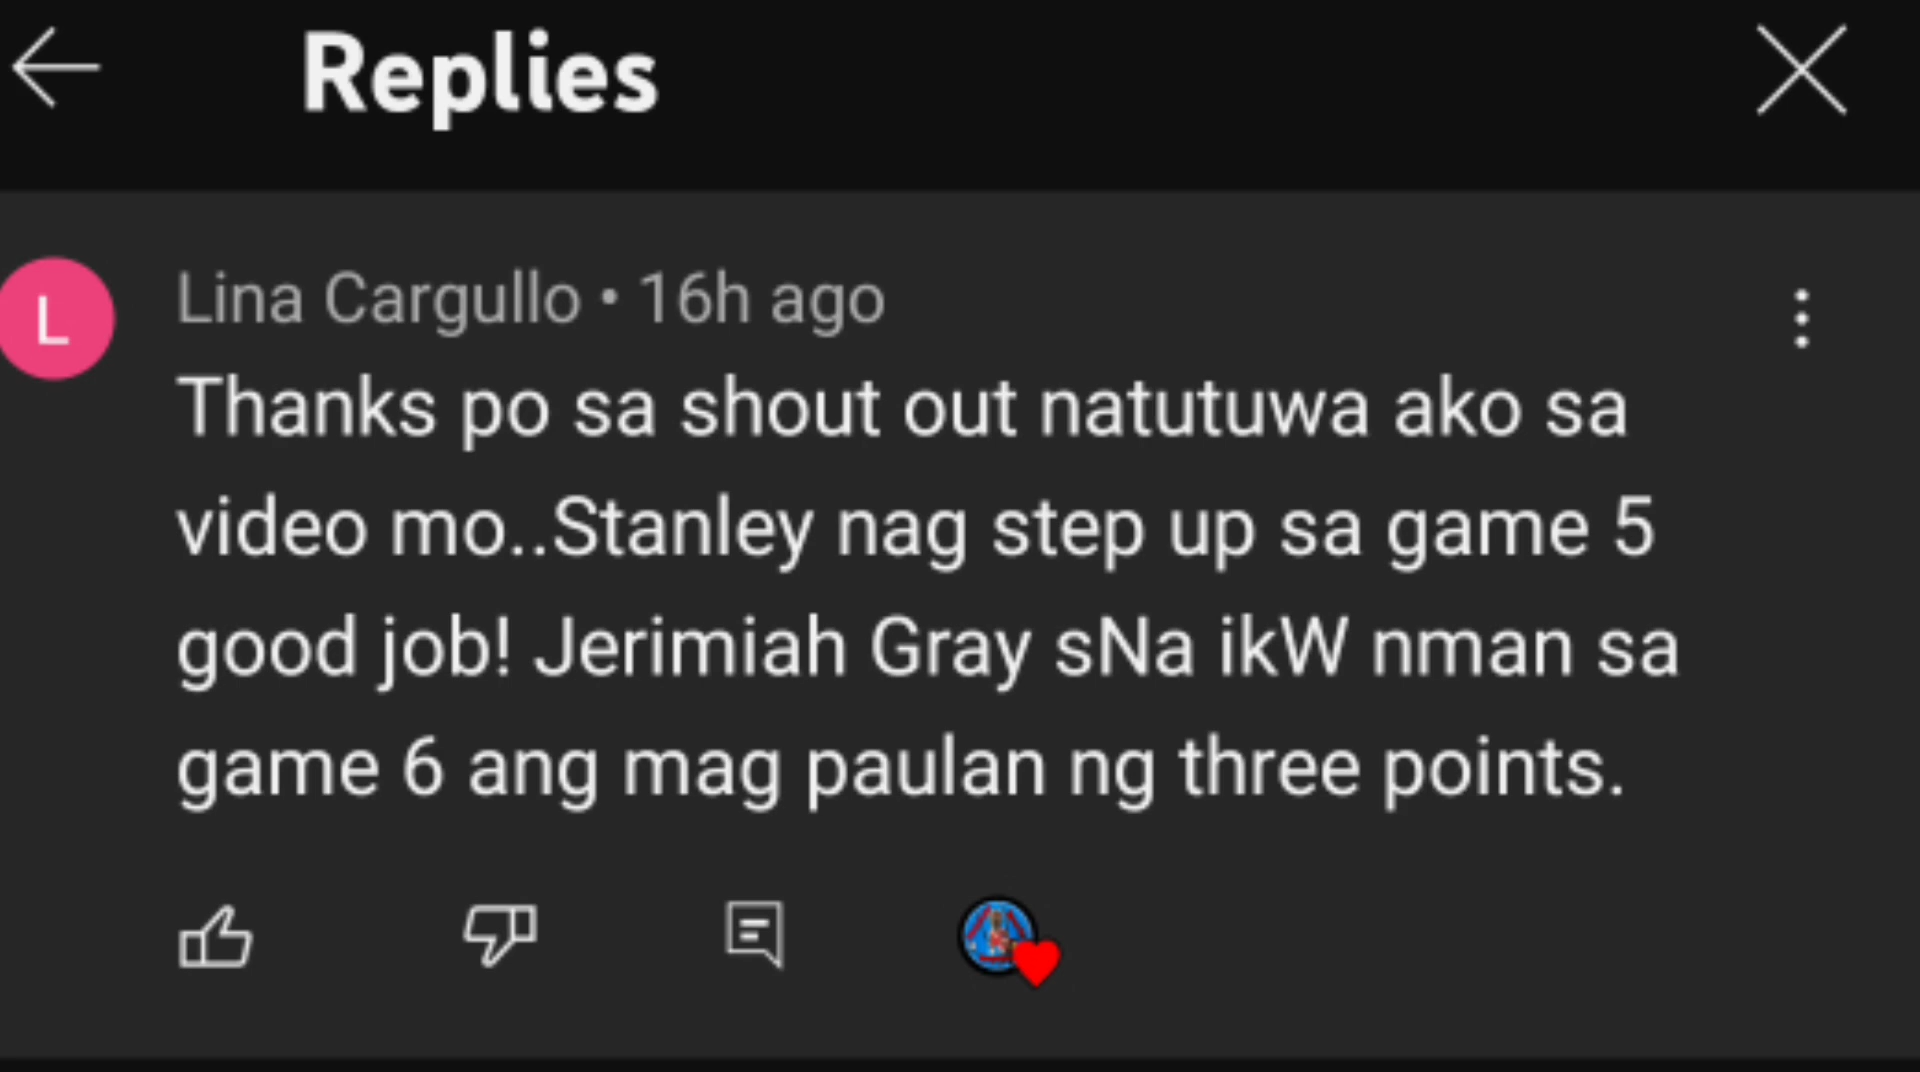 Replies
L
Lina Cargullo • 16h ago
Thanks po sa shout out natutuwa ako sa
video mo..Stanley nag step up sa game 5
good job! Jerimiah Gray sNa ikW nman sa
game 6 ang mag paulan ng three points.